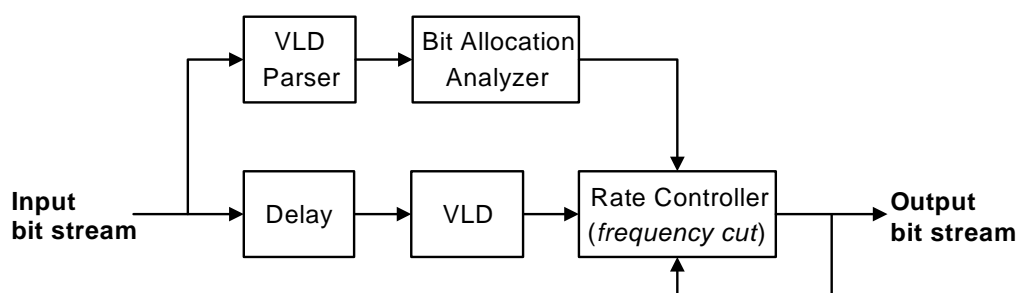 VLD
Parser
Bit Allocation
Analyzer
Input
bit stream
Delay
VLD
Rate Controller
(frequency cut)
Output
bit stream